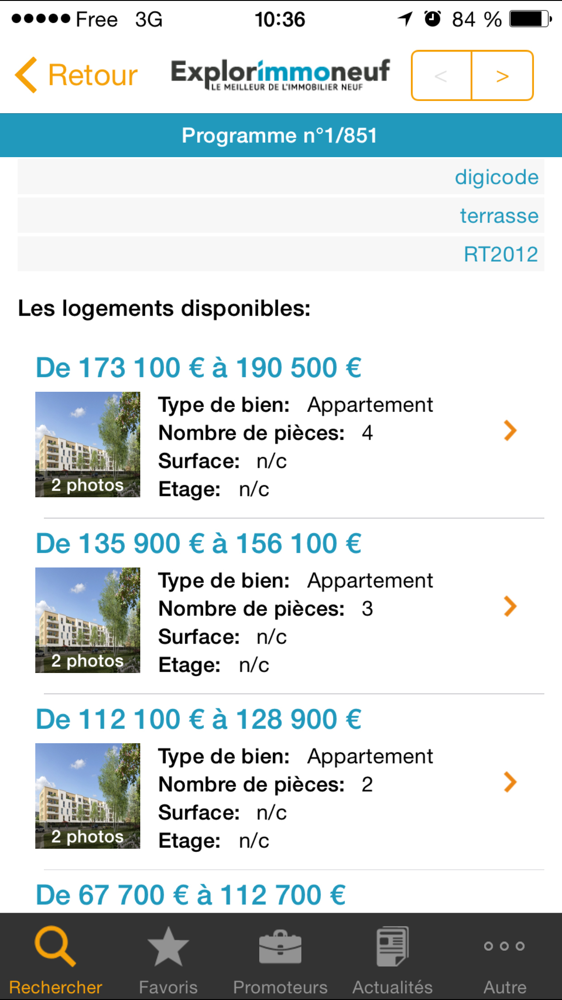 Free 3G 10:36 84 %
Retour
Explorimmoneuf
LE MEILLEUR DE L'IMMOBILIER NEUF
< >
Programme n°1/851
digicode
terrasse
RT2012
Les logements disponibles:
De 173 100 € à 190 500 €
Type de bien: Appartement
Nombre de pièces: 4
Surface: n/c
Etage: n/c
2 photos
De 135 900 € à 156 100 €
Type de bien: Appartement
Nombre de pièces: 3
Surface: n/c
Etage: n/c
2 photos
De 112 100 € à 128 900 €
Type de bien: Appartement
Nombre de pièces: 2
Surface: n/c
Etage: n/c
2 photos
De 67 700 € à 112 700 €
Rechercher
Favoris
Promoteurs
Actualités
Autre